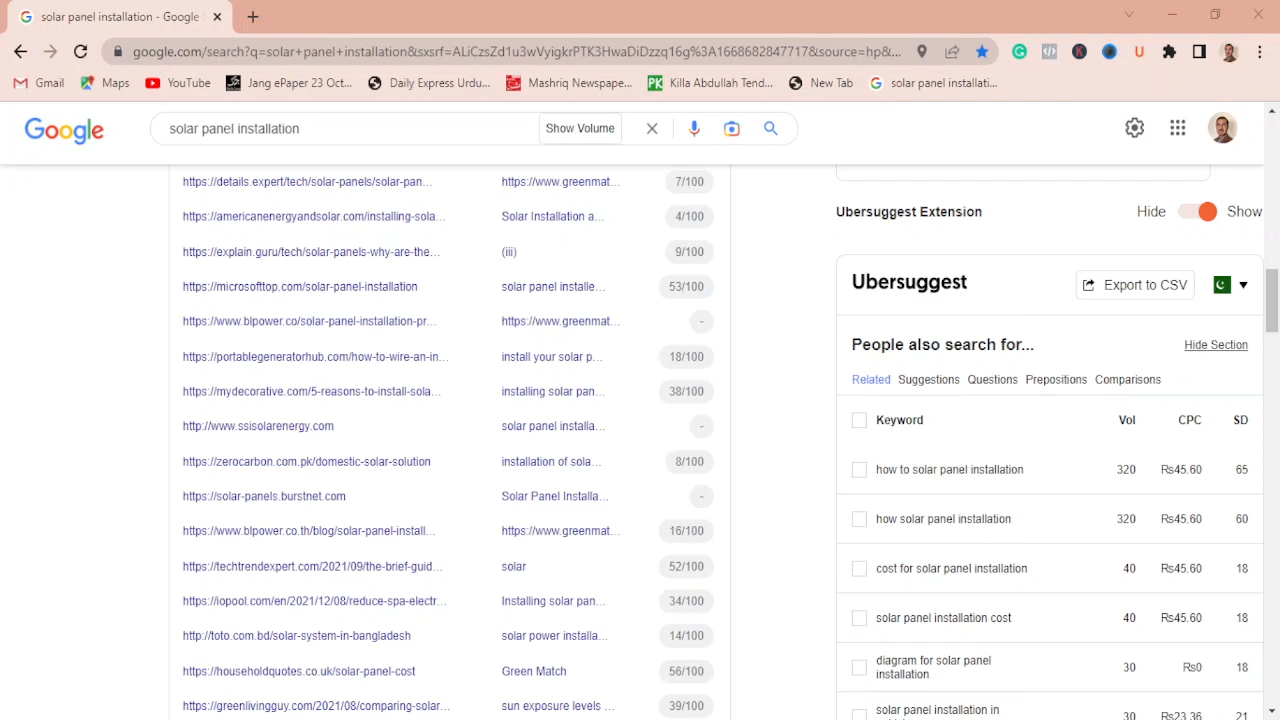 solar panel installation - Google
google.com/search?q=solar+panel+installation&sxsrf=ALiCzsZd1u3wVyigkrPTK3HwaDiDzzq16g%3A1668682847717&source=hp&...
Gmail
Maps
YouTube
Jang ePaper 23 Oct...
Daily Express Urdu...
Mashriq Newspape...
Killa Abdullah Tend...
New Tab
solar panel installati...
Google
solar panel installation
Show Volume
https://details.expert/tech/solar-panels/solar-pan... https://www.greenmat... 7/100
https://americanenergyandsolar.com/installing-sola... Solar Installation a... 4/100
https://explain.guru/tech/solar-panels-why-are-the... (iii) 9/100
https://microsofttop.com/solar-panel-installation solar panel installe... 53/100
https://www.blpower.co/solar-panel-installation-pr... https://www.greenmat... -
https://portablegeneratorhub.com/how-to-wire-an-in... install your solar p... 18/100
https://mydecorative.com/5-reasons-to-install-sola... installing solar pan... 38/100
http://www.ssisolarenergy.com solar panel installa... -
https://zerocarbon.com.pk/domestic-solar-solution installation of sola... 8/100
https://solar-panels.burstnet.com Solar Panel Installa... -
https://www.blpower.co.th/blog/solar-panel-install... https://www.greenmat... 16/100
https://techtrendexpert.com/2021/09/the-brief-guid... solar 52/100
https://iopool.com/en/2021/12/08/reduce-spa-electr... Installing solar pan... 34/100
http://toto.com.bd/solar-system-in-bangladesh solar power installa... 14/100
https://householdquotes.co.uk/solar-panel-cost Green Match 56/100
https://greenlivingguy.com/2021/08/comparing-solar... sun exposure levels ... 39/100
Ubersuggest Extension Hide Show
Ubersuggest Export to CSV
People also search for... Hide Section
Related Suggestions Questions Prepositions Comparisons
Keyword Vol CPC SD
how to solar panel installation 320 Rs45.60 65
how solar panel installation 320 Rs45.60 60
cost for solar panel installation 40 Rs45.60 18
solar panel installation cost 40 Rs45.60 18
diagram for solar panel
installation 30 Rs0 18
solar panel installation in
30 Rs23.36 21